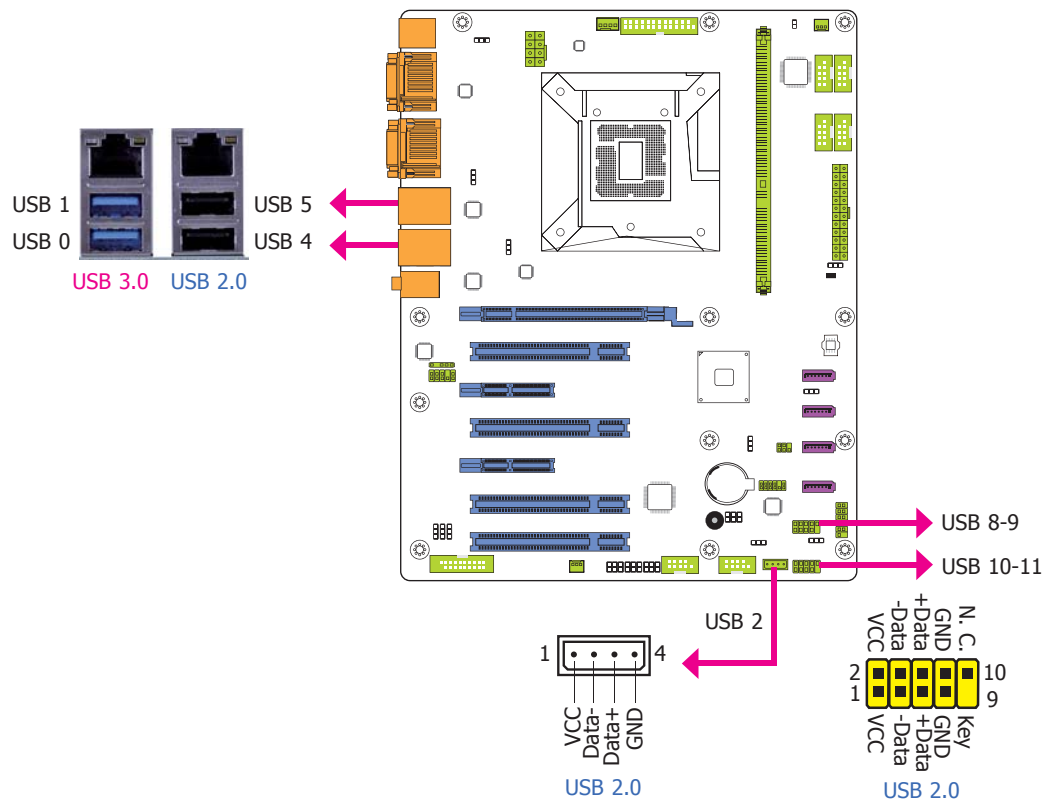 USB 1
USB 0
USB 5
USB 4
USB 3.0
USB 2.0
USB 8-9
USB 10-11
USB 2
1
4
VCC
Data-
Data+
GND
USB 2.0
VCC
-Data
+Data
GND
N. C.
2
10
1
9
VCC
-Data
+Data
GND
Key
USB 2.0